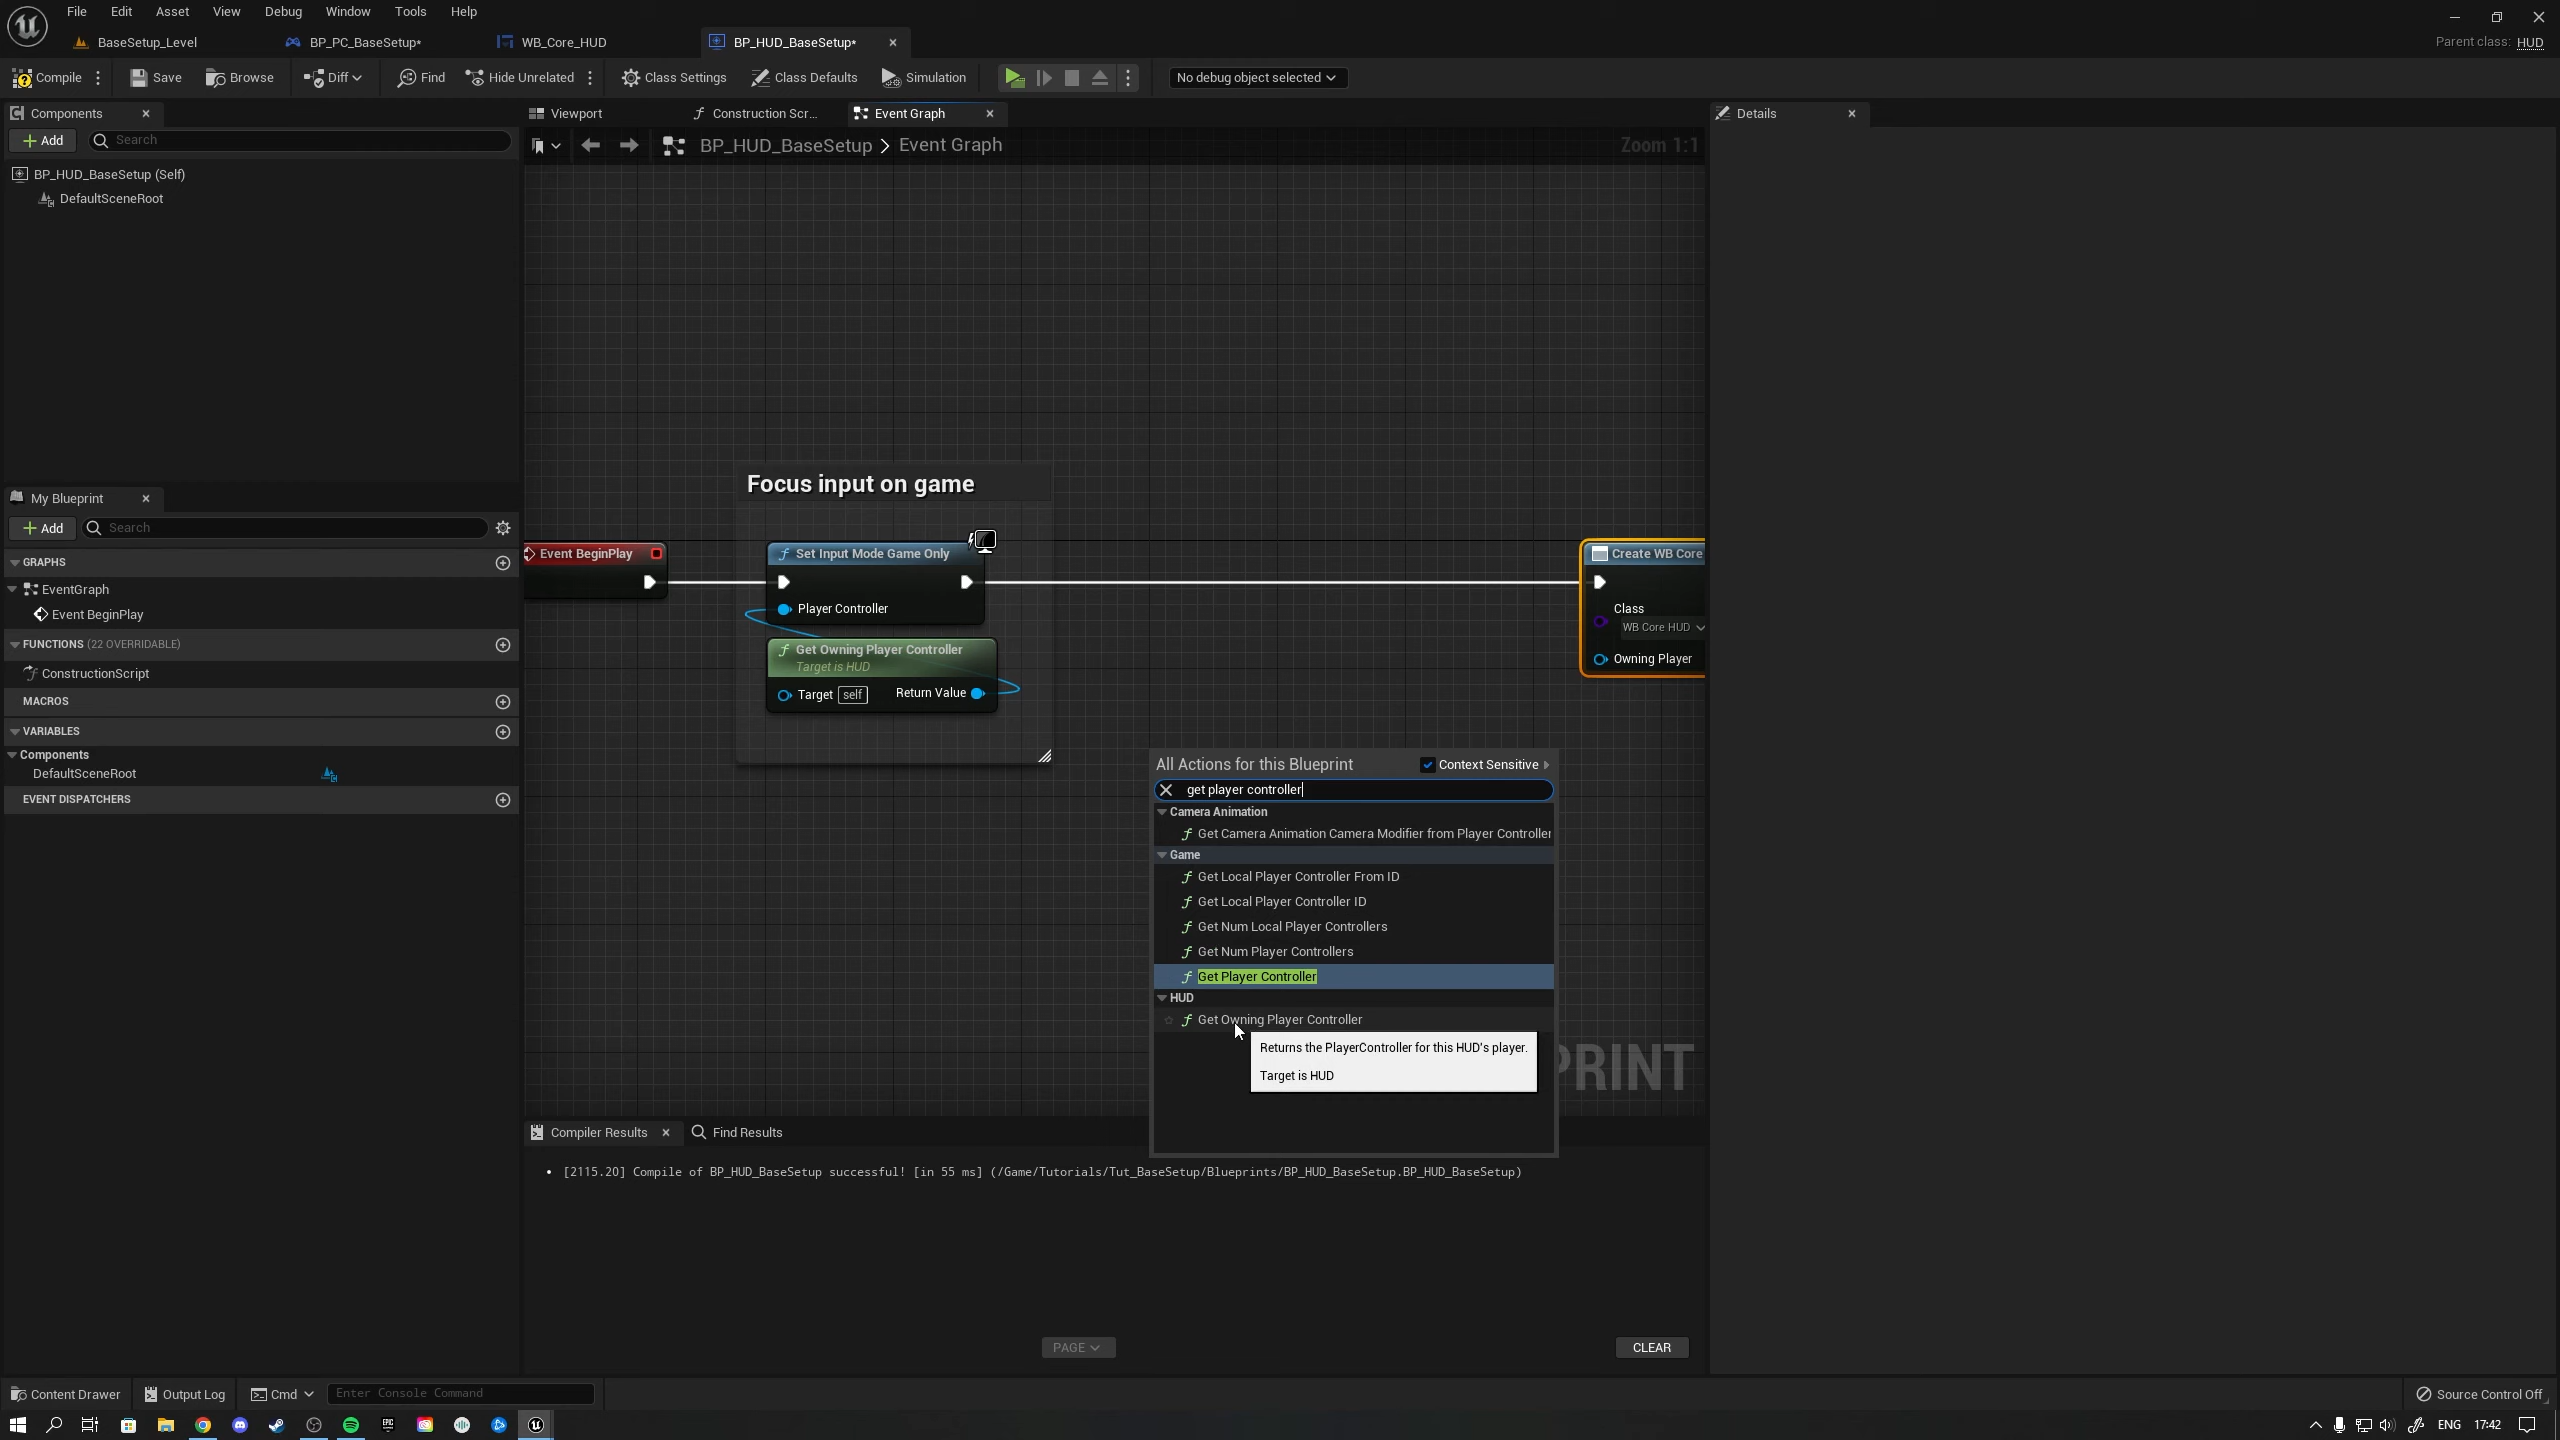 File Edit Asset View Debug Window Tools Help
BaseSetup_Level BP_PC_BaseSetup* WB_Core_HUD BP_HUD_BaseSetup*
Parent class: HUD
Compile Save Browse Diff Find Hide Unrelated Class Settings Class Defaults Simulation No debug object selected
Components
Add Search
BP_HUD_BaseSetup (Self)
DefaultSceneRoot
My Blueprint
Add Search
GRAPHS
EventGraph
Event BeginPlay
FUNCTIONS (22 OVERRIDABLE)
ConstructionScript
MACROS
VARIABLES
Components
DefaultSceneRoot
EVENT DISPATCHERS
Viewport Construction Scr... Event Graph
BP_HUD_BaseSetup > Event Graph Zoom 1:1
Focus input on game
Event BeginPlay
Set Input Mode Game Only
Player Controller
Get Owning Player Controller
Target is HUD
Target self Return Value
Create WB Core
Class
WB Core HUD
Owning Player
All Actions for this Blueprint Context Sensitive
get player controller
Camera Animation
Get Camera Animation Camera Modifier from Player Controller
Game
Get Local Player Controller From ID
Get Local Player Controller ID
Get Num Local Player Controllers
Get Num Player Controllers
Get Player Controller
HUD
Get Owning Player Controller
Returns the PlayerController for this HUD's player.
Target is HUD
PRINT
Compiler Results Find Results
• [2115.20] Compile of BP_HUD_BaseSetup successful! [in 55 ms] (/Game/Tutorials/Tut_BaseSetup/Blueprints/BP_HUD_BaseSetup.BP_HUD_BaseSetup)
PAGE CLEAR
Details
Content Drawer Output Log Cmd Enter Console Command Source Control Off
EPIC ENG 17:42